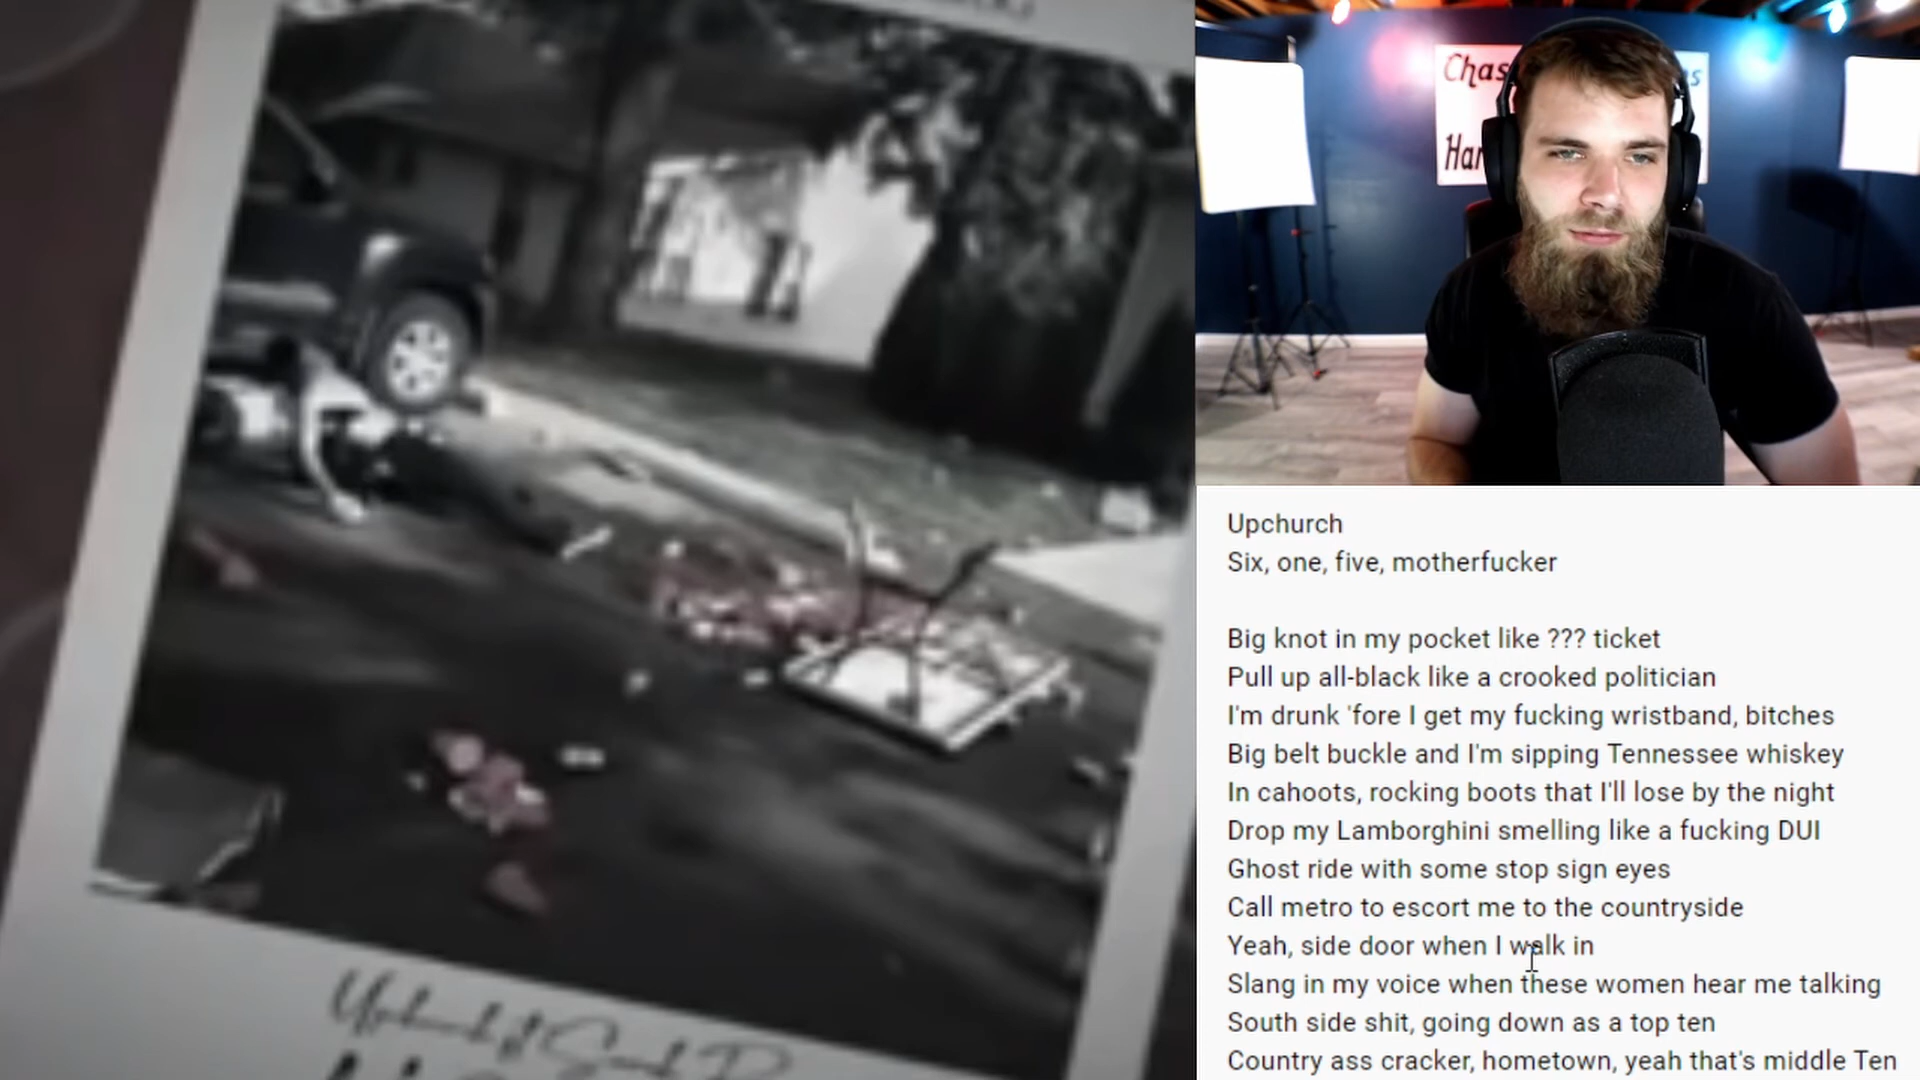 Chas
s
Har
Upchurch
Six, one, five, motherfucker
Big knot in my pocket like ??? ticket
Pull up all-black like a crooked politician
I'm drunk 'fore I get my fucking wristband, bitches
Big belt buckle and I'm sipping Tennessee whiskey
In cahoots, rocking boots that I'll lose by the night
Drop my Lamborghini smelling like a fucking DUI
Ghost ride with some stop sign eyes
Call metro to escort me to the countryside
Yeah, side door when I walk in
Slang in my voice when these women hear me talking
South side shit, going down as a top ten
Country ass cracker, hometown, yeah that's middle Ten